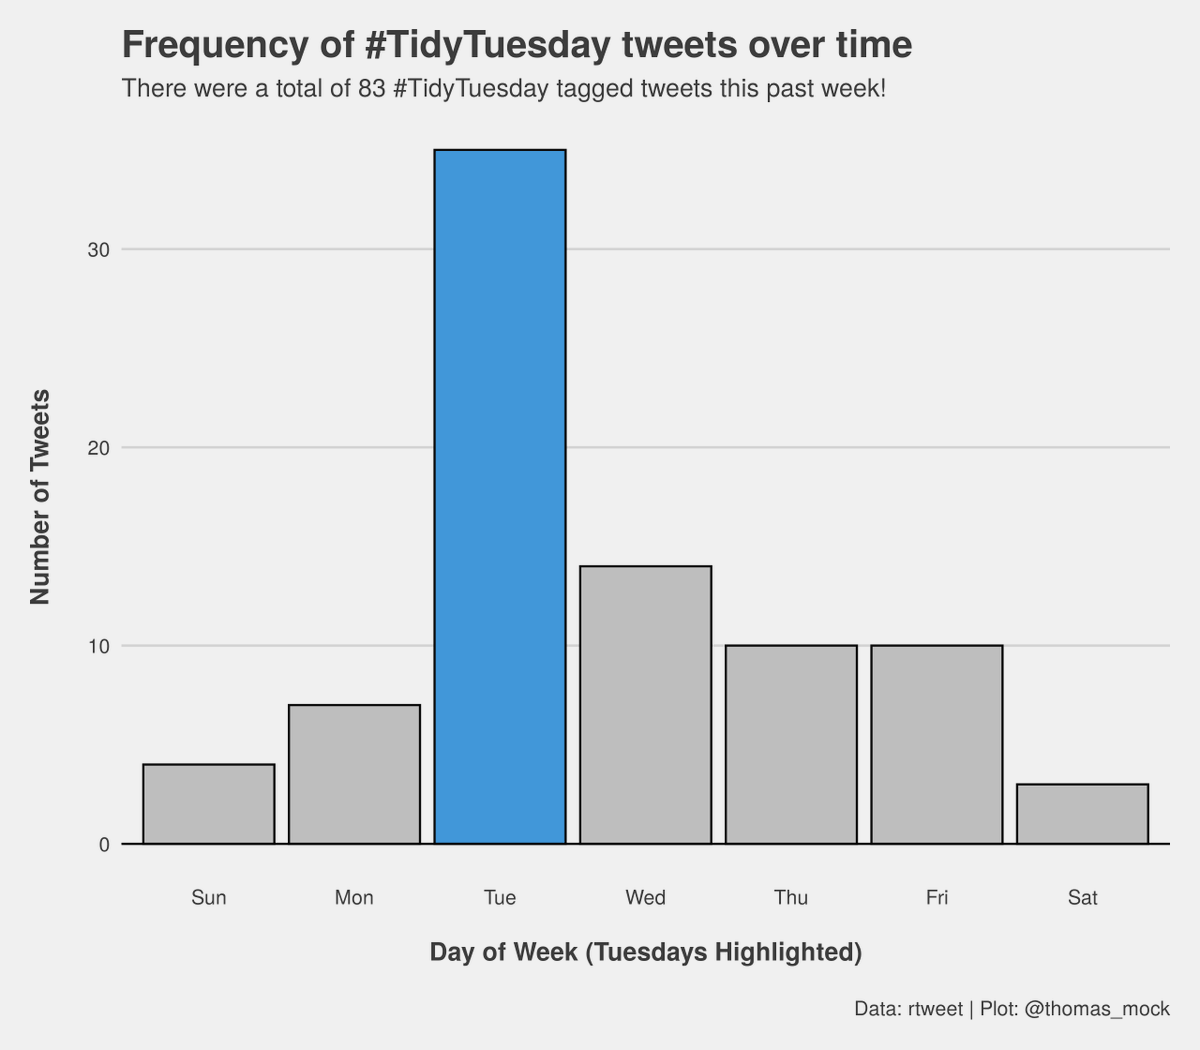 Frequency of #TidyTuesday tweets over time
There were a total of 83 #TidyTuesday tagged tweets this past week!
Number of Tweets
30
20
10
0
Sun Mon Tue Wed Thu Fri Sat
Day of Week (Tuesdays Highlighted)
Data: rtweet | Plot: @thomas_mock